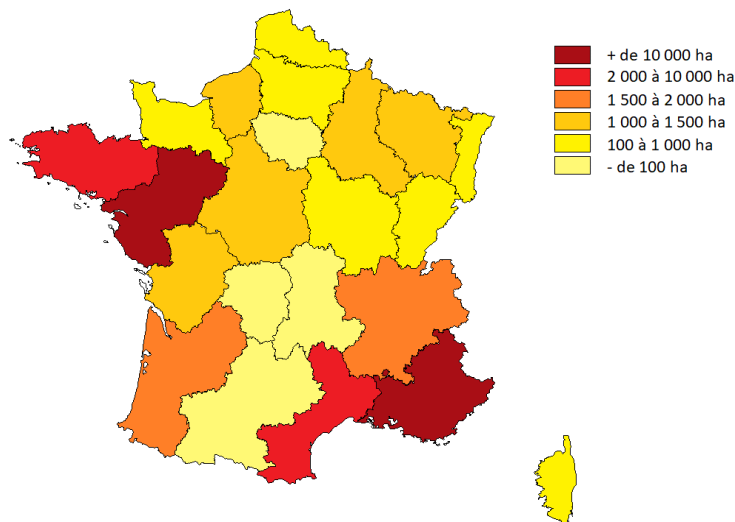 + de 10 000 ha
2 000 à 10 000 ha
1 500 à 2 000 ha
1 000 à 1 500 ha
100 à 1 000 ha
- de 100 ha